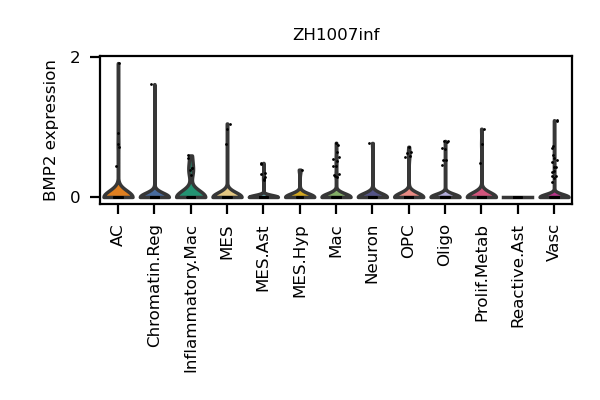 ZH1007inf
BMP2 expression
2
0
AC
Chromatin.Reg
Inflammatory.Mac
MES
MES.Ast
MES.Hyp
Mac
Neuron
OPC
Oligo
Prolif.Metab
Reactive.Ast
Vasc